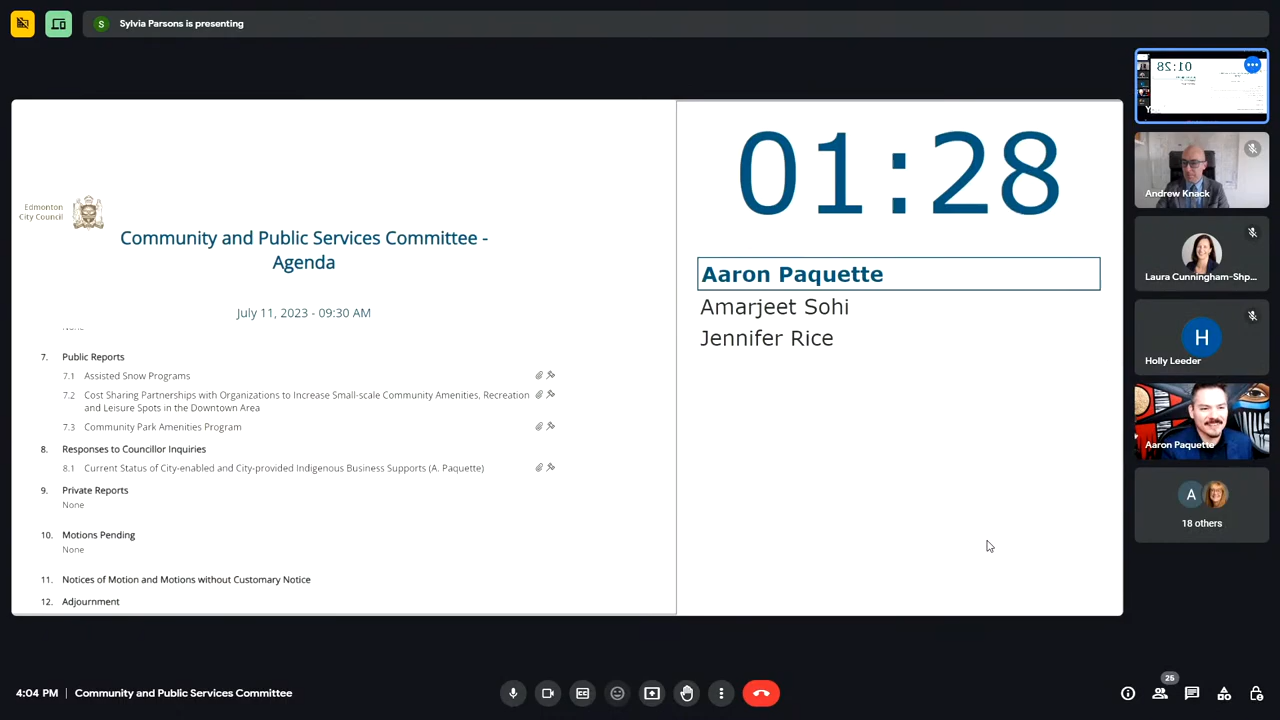 S Sylvia Parsons is presenting
Edmonton
City Council
Community and Public Services Committee -
Agenda
July 11, 2023 - 09:30 AM
None
7. Public Reports
7.1 Assisted Snow Programs
7.2 Cost Sharing Partnerships with Organizations to Increase Small-scale Community Amenities, Recreation
and Leisure Spots in the Downtown Area
7.3 Community Park Amenities Program
8. Responses to Councillor Inquiries
8.1 Current Status of City-enabled and City-provided Indigenous Business Supports (A. Paquette)
9. Private Reports
None
10. Motions Pending
None
11. Notices of Motion and Motions without Customary Notice
12. Adjournment
01:28
Aaron Paquette
Amarjeet Sohi
Jennifer Rice
01:28
Andrew Knack
Laura Cunningham-Shp...
H
Holly Leeder
Aaron Paquette
A
18 others
4:04 PM | Community and Public Services Committee
25